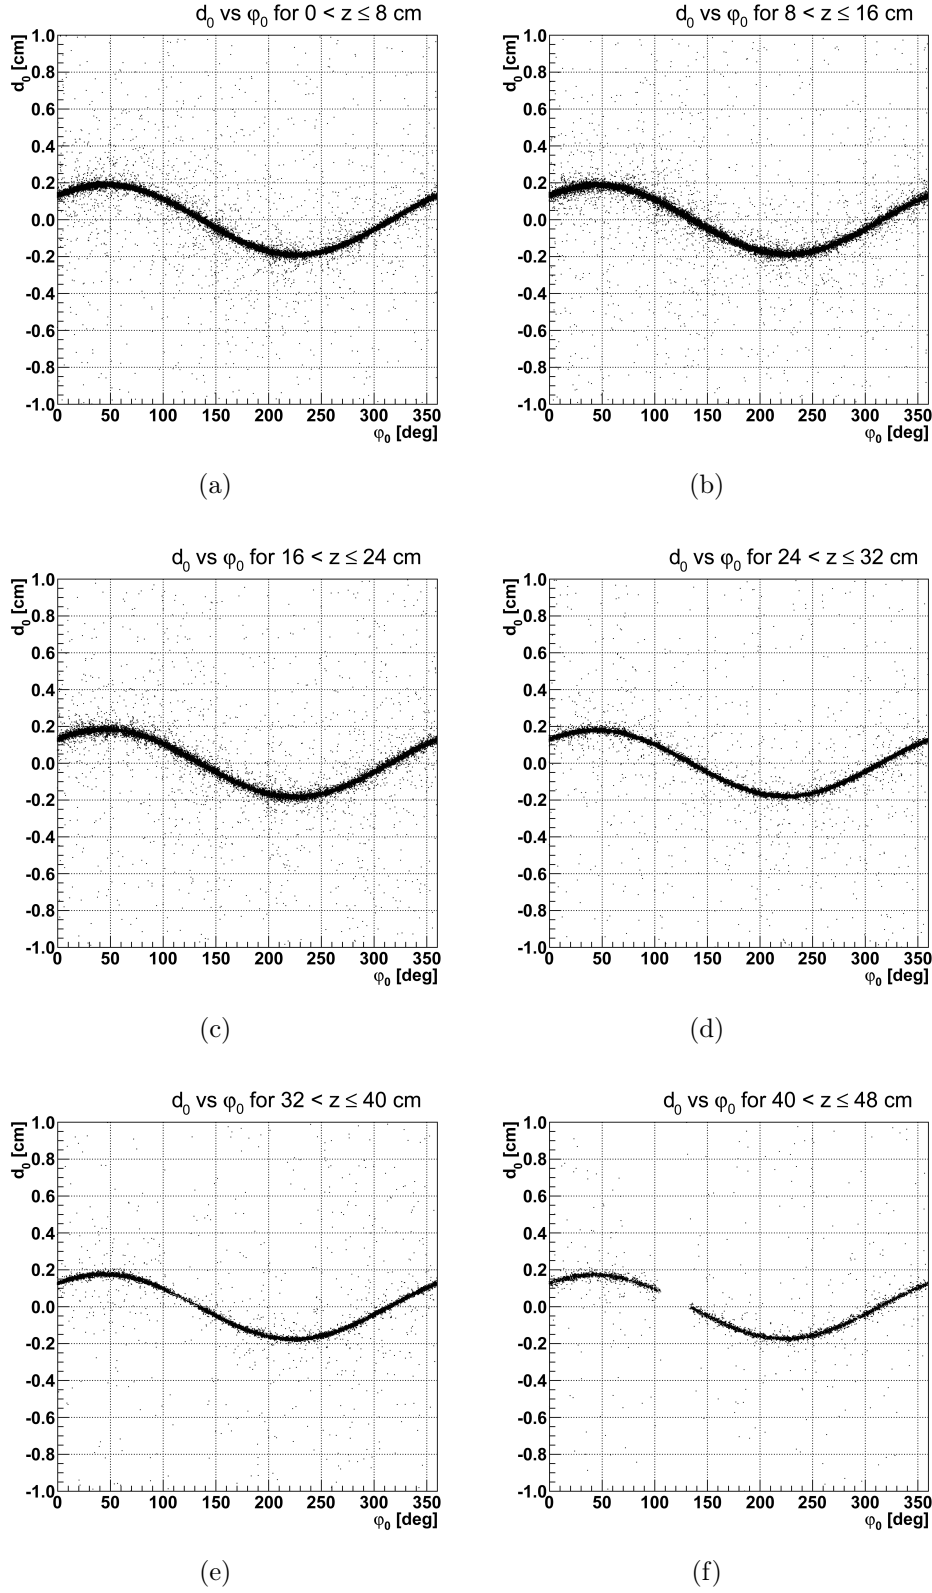 d₀ vs φ₀ for 0 < z ≤ 8 cm
d₀ [cm]
1.0
0.8
0.6
0.4
0.2
0.0
-0.2
-0.4
-0.6
-0.8
-1.0
0 50 100 150 200 250 300 350
φ₀ [deg]
(a)
d₀ vs φ₀ for 8 < z ≤ 16 cm
d₀ [cm]
1.0
0.8
0.6
0.4
0.2
0.0
-0.2
-0.4
-0.6
-0.8
-1.0
0 50 100 150 200 250 300 350
φ₀ [deg]
(b)
d₀ vs φ₀ for 16 < z ≤ 24 cm
d₀ [cm]
1.0
0.8
0.6
0.4
0.2
0.0
-0.2
-0.4
-0.6
-0.8
-1.0
0 50 100 150 200 250 300 350
φ₀ [deg]
(c)
d₀ vs φ₀ for 24 < z ≤ 32 cm
d₀ [cm]
1.0
0.8
0.6
0.4
0.2
0.0
-0.2
-0.4
-0.6
-0.8
-1.0
0 50 100 150 200 250 300 350
φ₀ [deg]
(d)
d₀ vs φ₀ for 32 < z ≤ 40 cm
d₀ [cm]
1.0
0.8
0.6
0.4
0.2
0.0
-0.2
-0.4
-0.6
-0.8
-1.0
0 50 100 150 200 250 300 350
φ₀ [deg]
(e)
d₀ vs φ₀ for 40 < z ≤ 48 cm
d₀ [cm]
1.0
0.8
0.6
0.4
0.2
0.0
-0.2
-0.4
-0.6
-0.8
-1.0
0 50 100 150 200 250 300 350
φ₀ [deg]
(f)